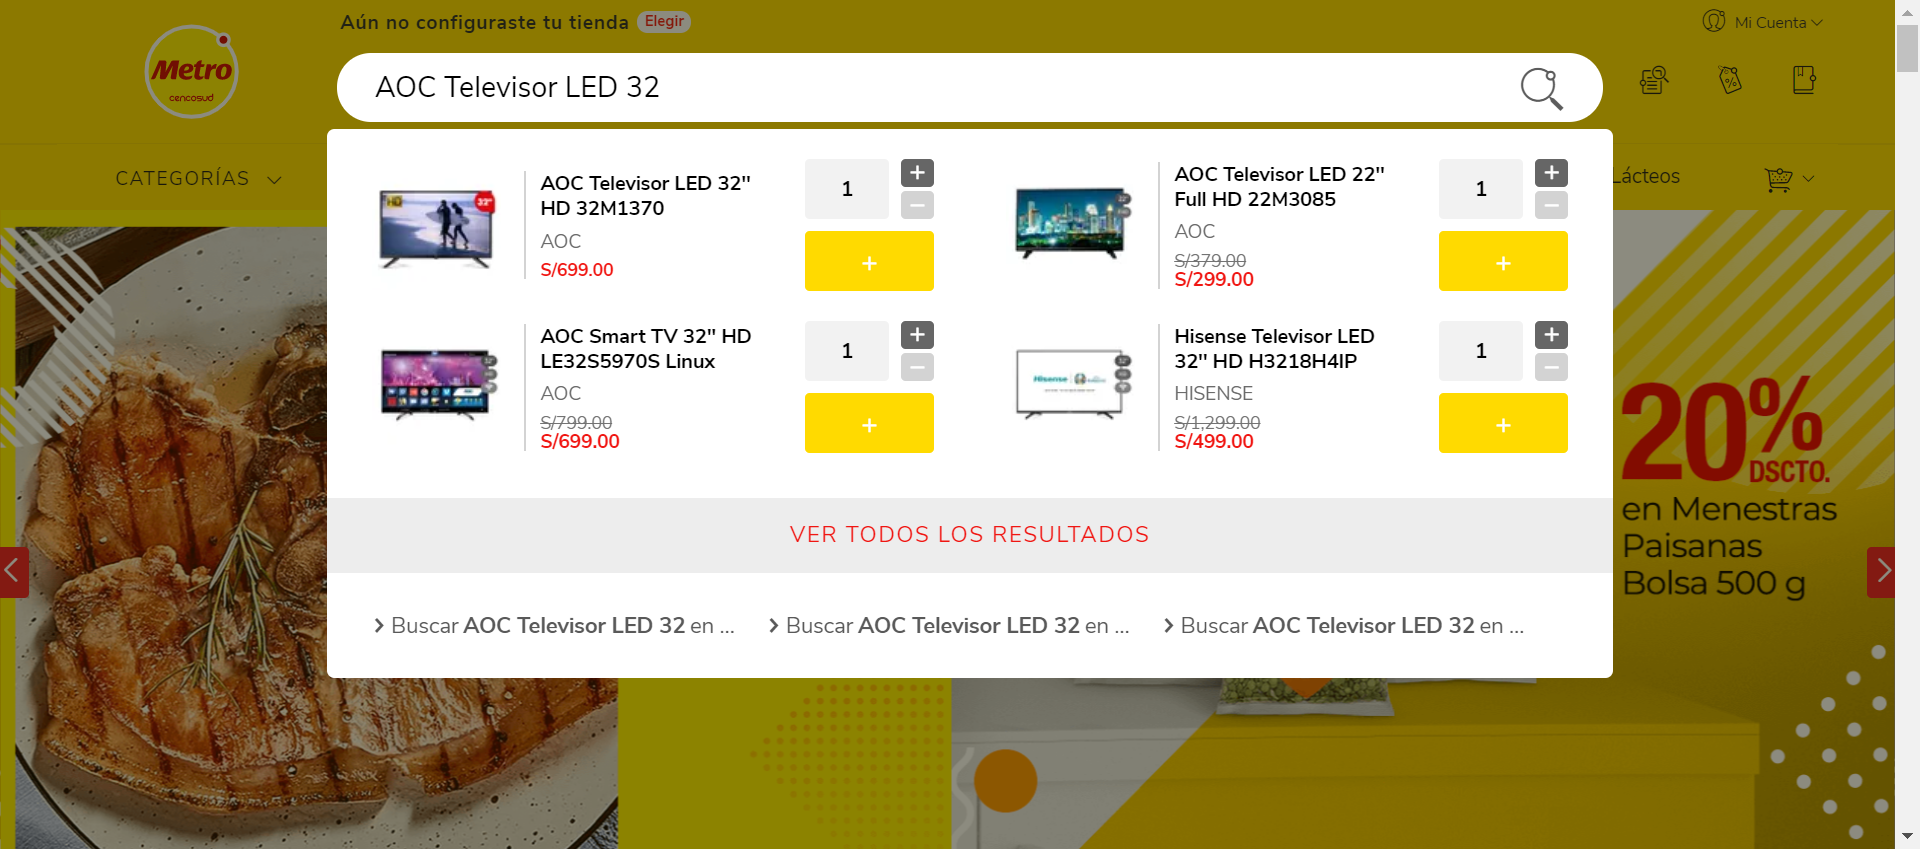 Aún no configuraste tu tienda Elegir
Mi Cuenta
Metro
cencosud
AOC Televisor LED 32
CATEGORÍAS
Lácteos
AOC Televisor LED 32"
HD 32M1370
AOC
S/699.00
1
+
−
+
AOC Televisor LED 22"
Full HD 22M3085
AOC
S/379.00
S/299.00
1
+
−
+
AOC Smart TV 32" HD
LE32S5970S Linux
AOC
S/799.00
S/699.00
1
+
−
+
Hisense Televisor LED
32" HD H3218H4IP
HISENSE
S/1,299.00
S/499.00
1
+
−
+
HD
32"
Hisense
VER TODOS LOS RESULTADOS
Buscar AOC Televisor LED 32 en ...
Buscar AOC Televisor LED 32 en ...
Buscar AOC Televisor LED 32 en ...
20%
DSCTO.
en Menestras
Paisanas
Bolsa 500 g